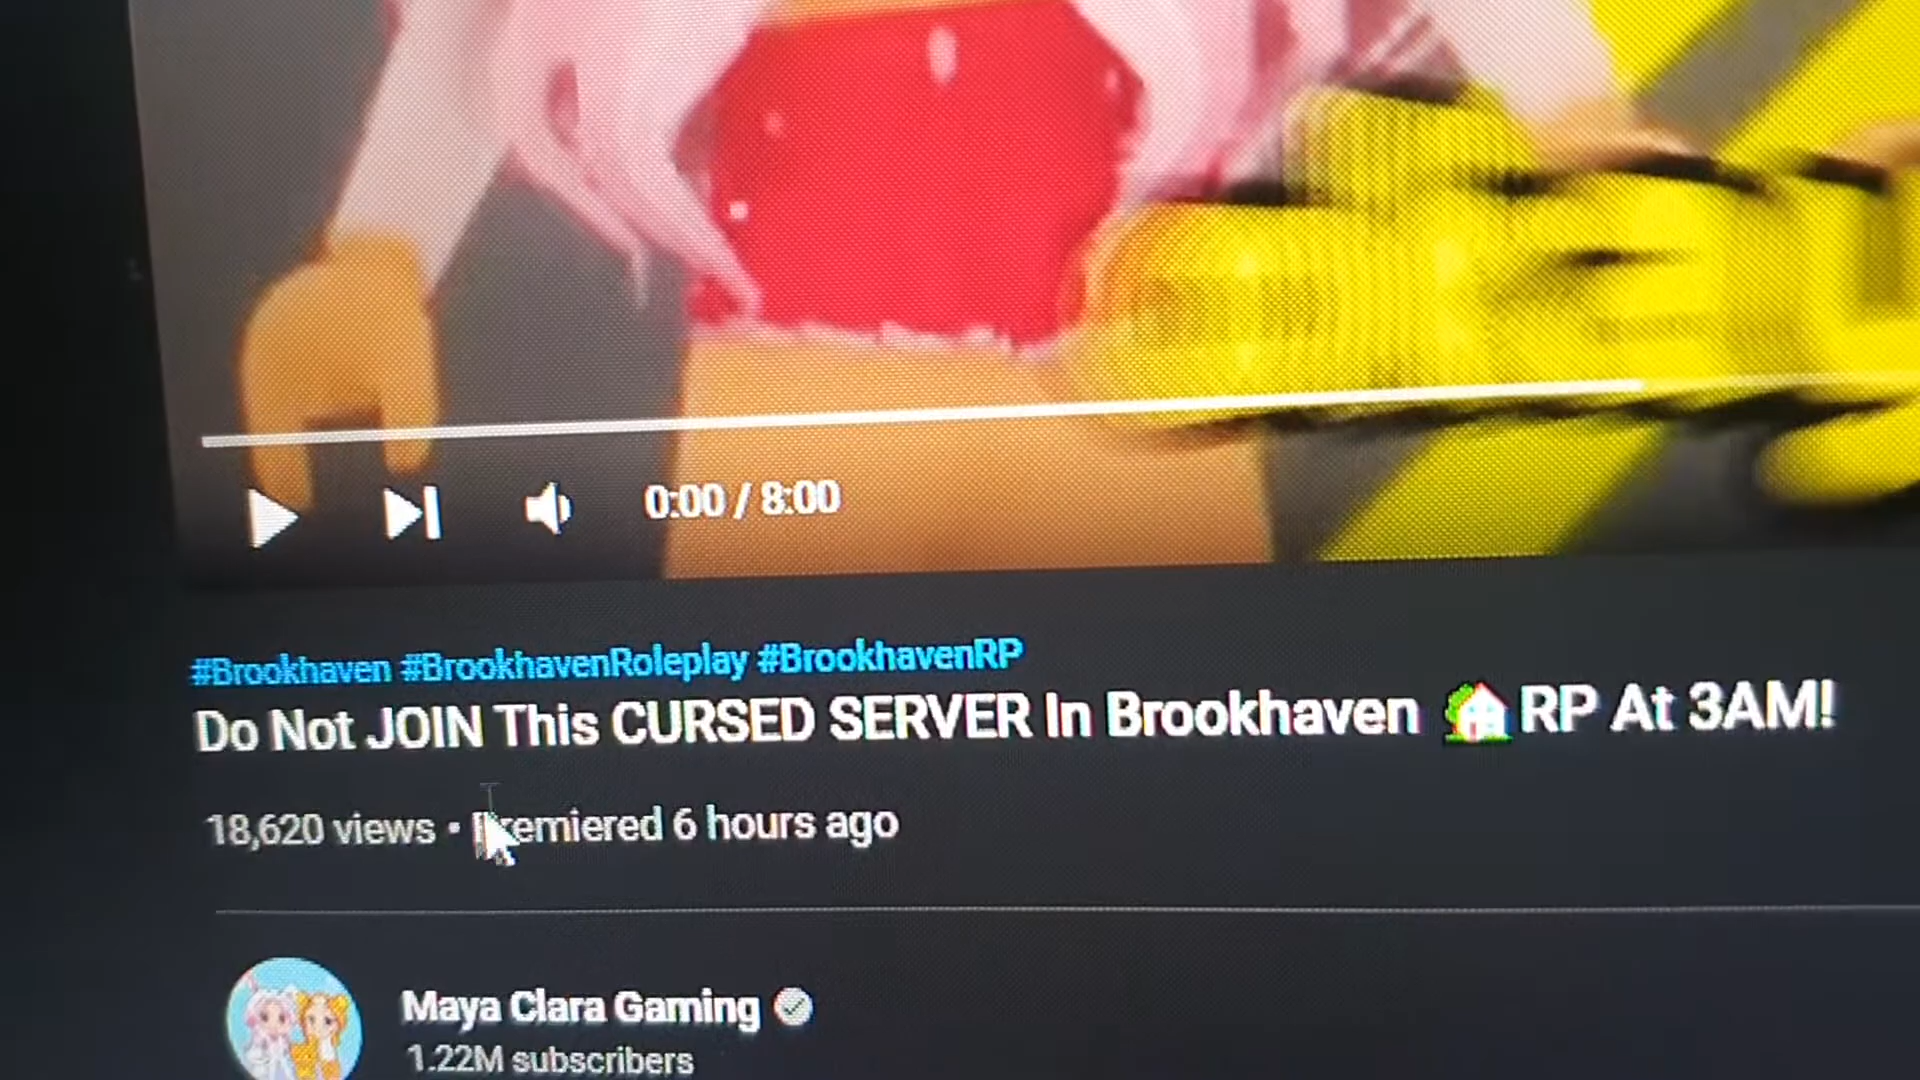 0:00 / 8:00
#Brookhaven #BrookhavenRoleplay #BrookhavenRP
Do Not JOIN This CURSED SERVER In Brookhaven 🏡RP At 3AM!
18,620 views • Premiered 6 hours ago
Maya Clara Gaming
1.22M subscribers